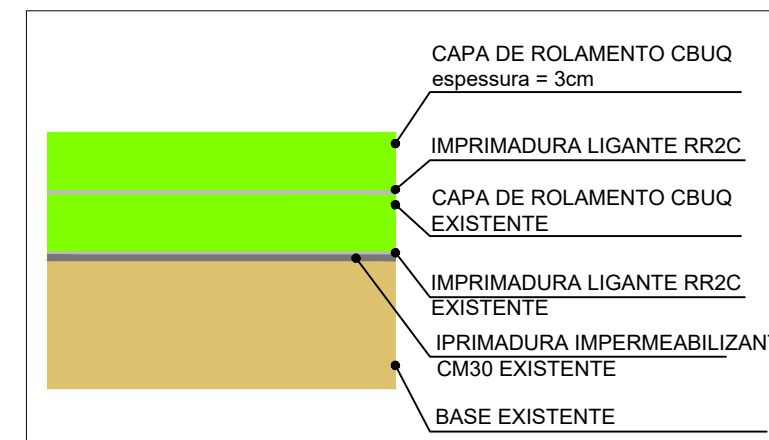 CAPA DE ROLAMENTO CBUQ
espessura = 3cm
IMPRIMADURA LIGANTE RR2C
CAPA DE ROLAMENTO CBUQ
EXISTENTE
IMPRIMADURA LIGANTE RR2C
EXISTENTE
IPRIMADURA IMPERMEABILIZANT
CM30 EXISTENTE
BASE EXISTENTE